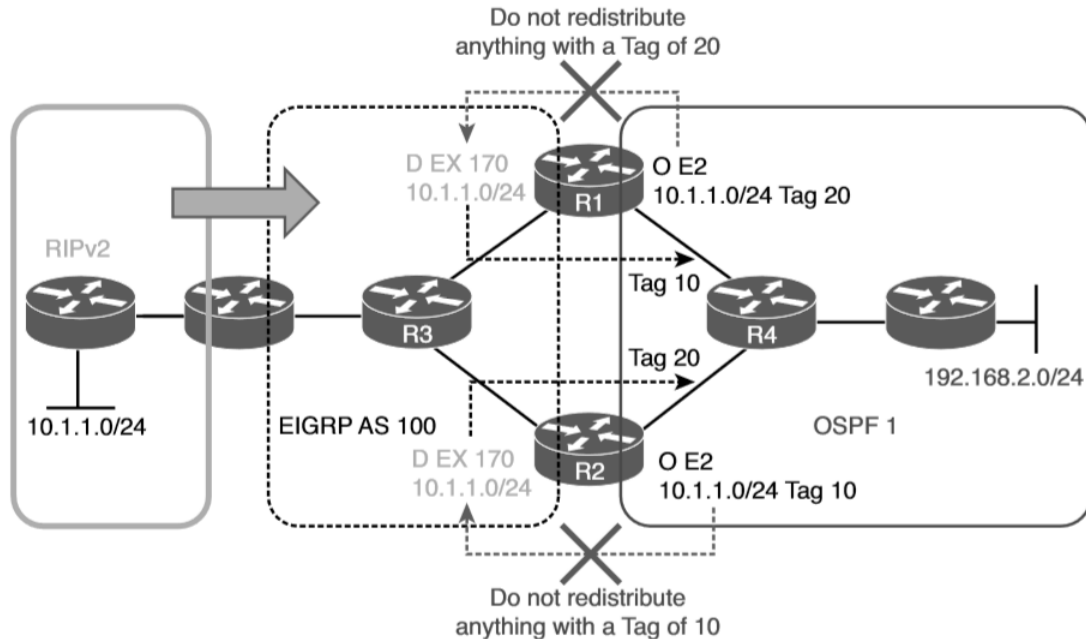 Do not redistribute
anything with a Tag of 20
D EX 170
10.1.1.0/24
R1
O E2
10.1.1.0/24 Tag 20
RIPv2
Tag 10
R3
R4
Tag 20
192.168.2.0/24
10.1.1.0/24
EIGRP AS 100
OSPF 1
D EX 170
10.1.1.0/24
R2
O E2
10.1.1.0/24 Tag 10
Do not redistribute
anything with a Tag of 10